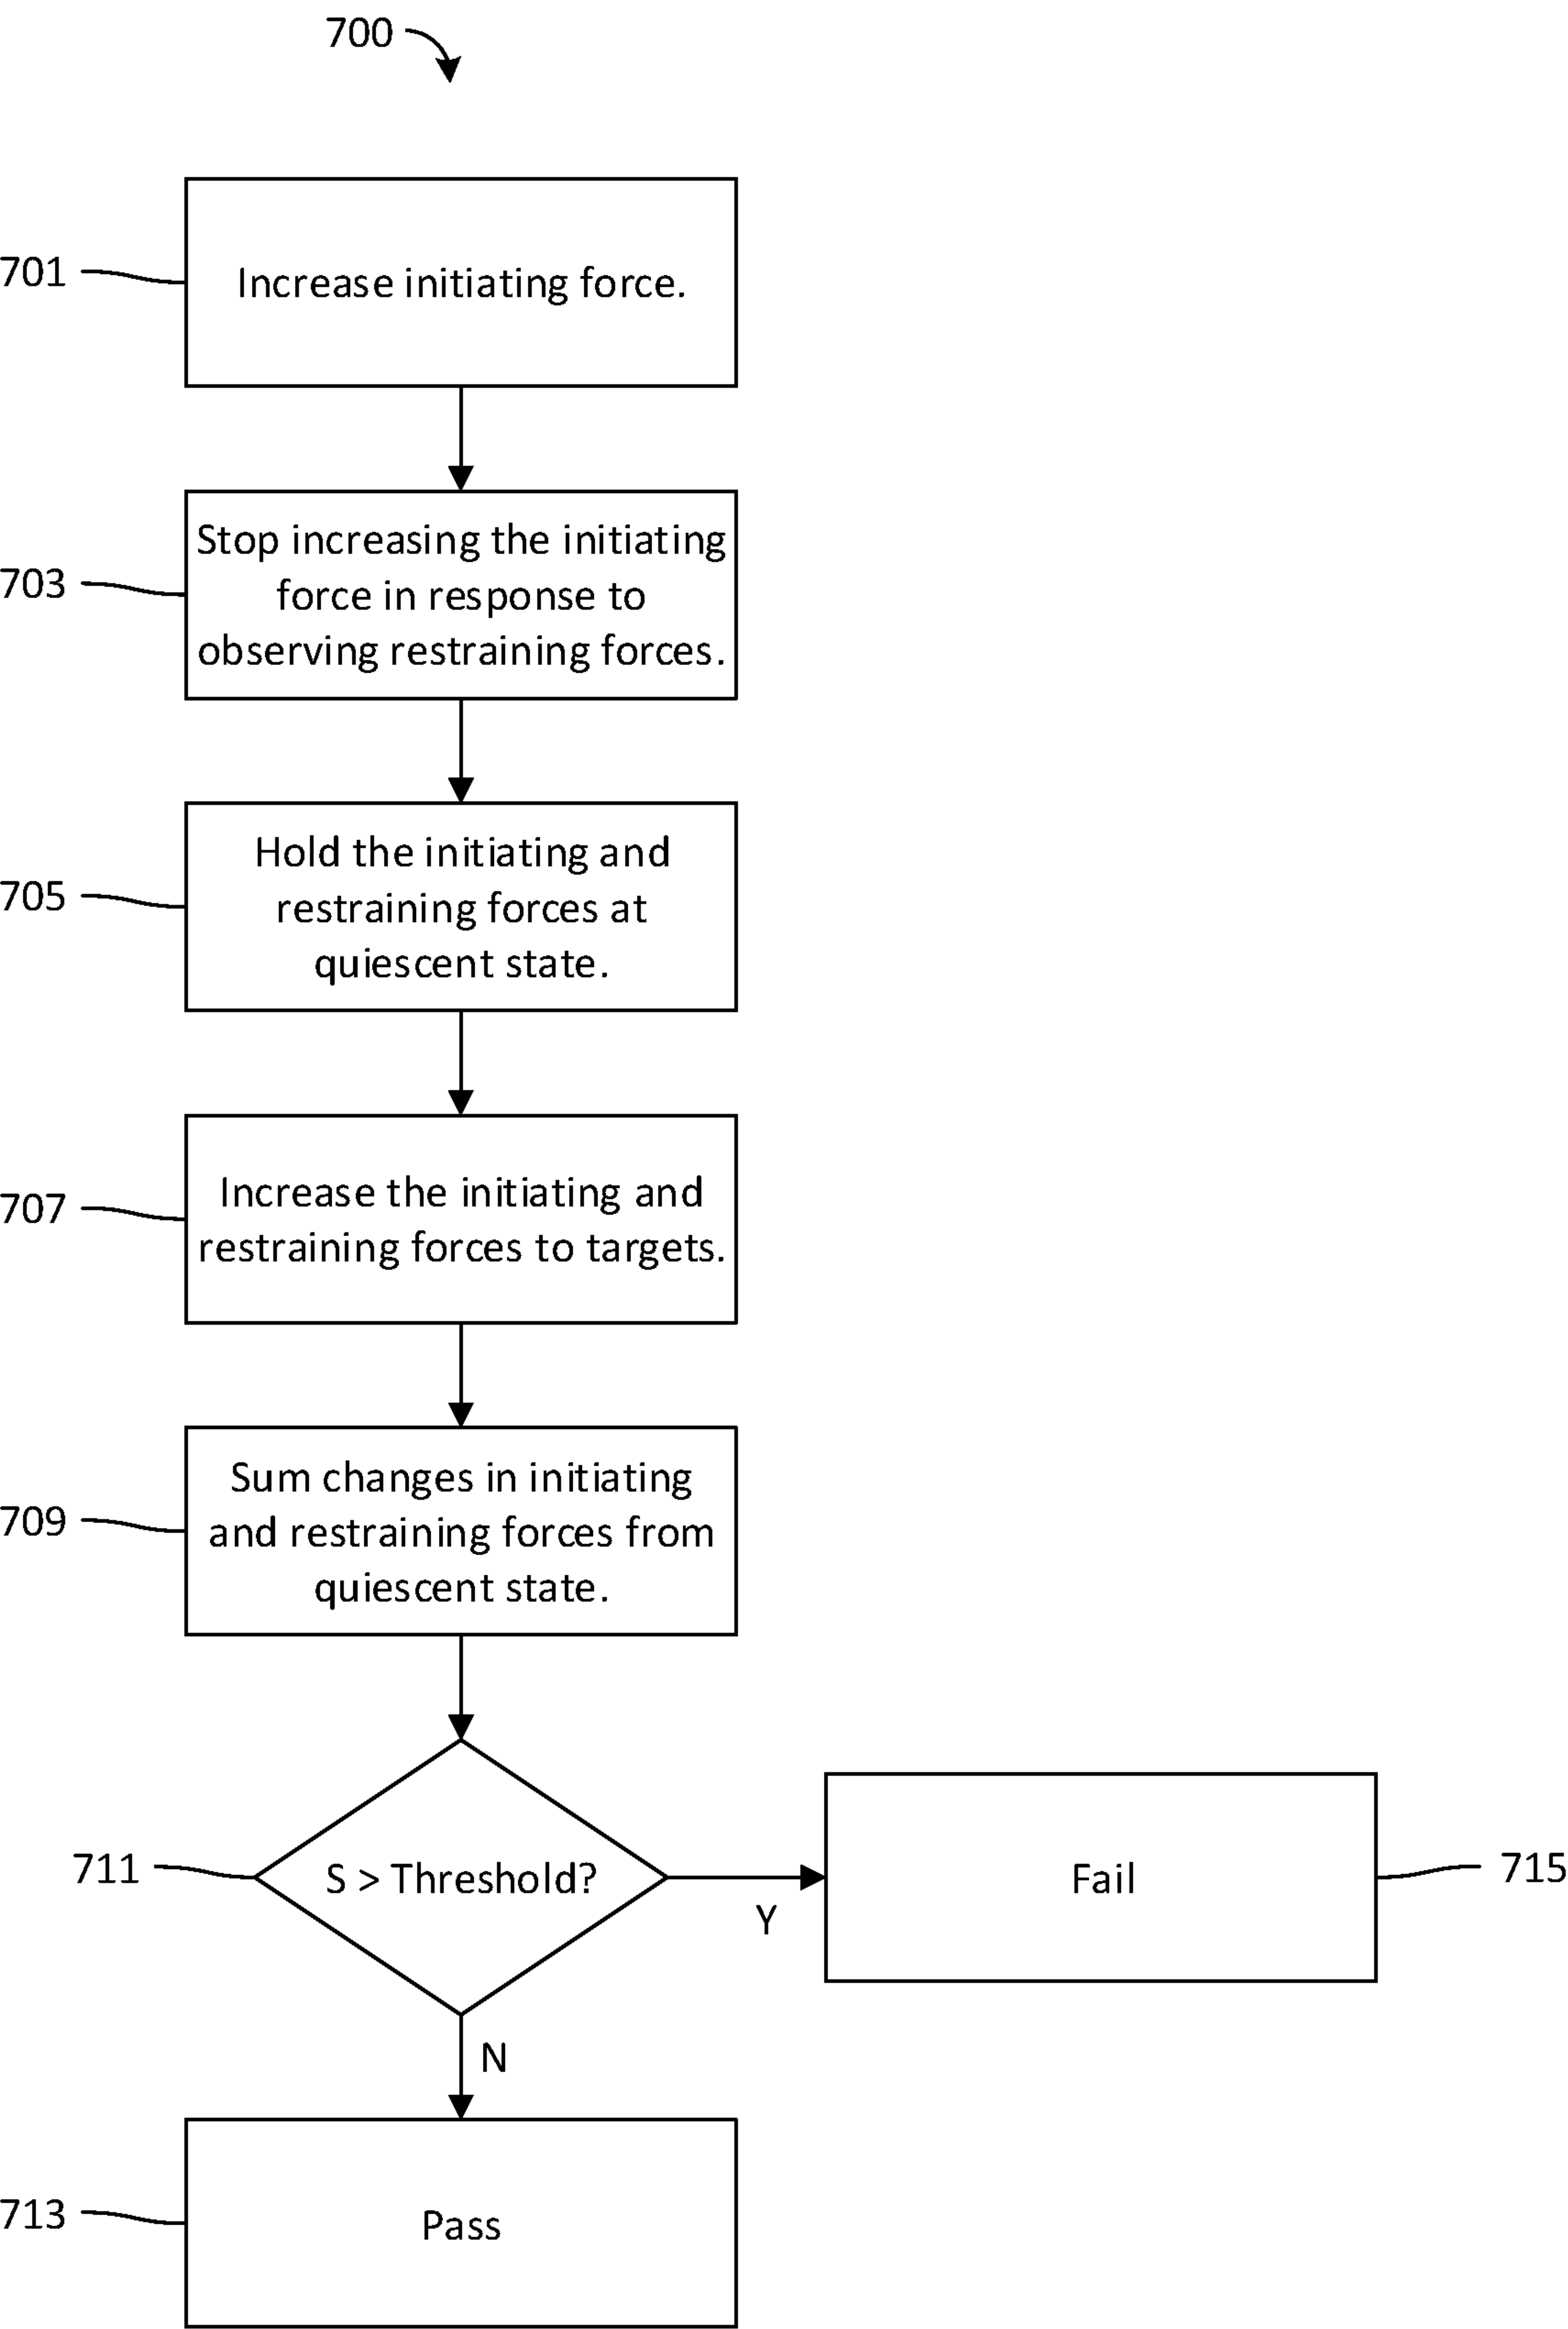 700
701
Increase initiating force.
703
Stop increasing the initiating
force in response to
observing restraining forces.
705
Hold the initiating and
restraining forces at
quiescent state.
707
Increase the initiating and
restraining forces to targets.
709
Sum changes in initiating
and restraining forces from
quiescent state.
711
S > Threshold?
Y
Fail
715
N
713
Pass